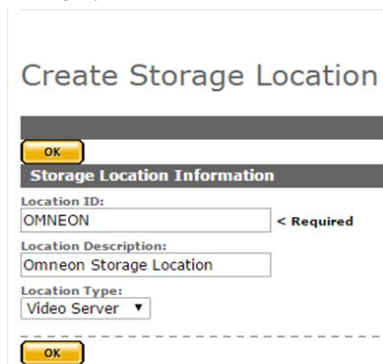 Create Storage Location
OK
Storage Location Information
Location ID:
OMNEON < Required
Location Description:
Omneon Storage Location
Location Type:
Video Server ▼
OK